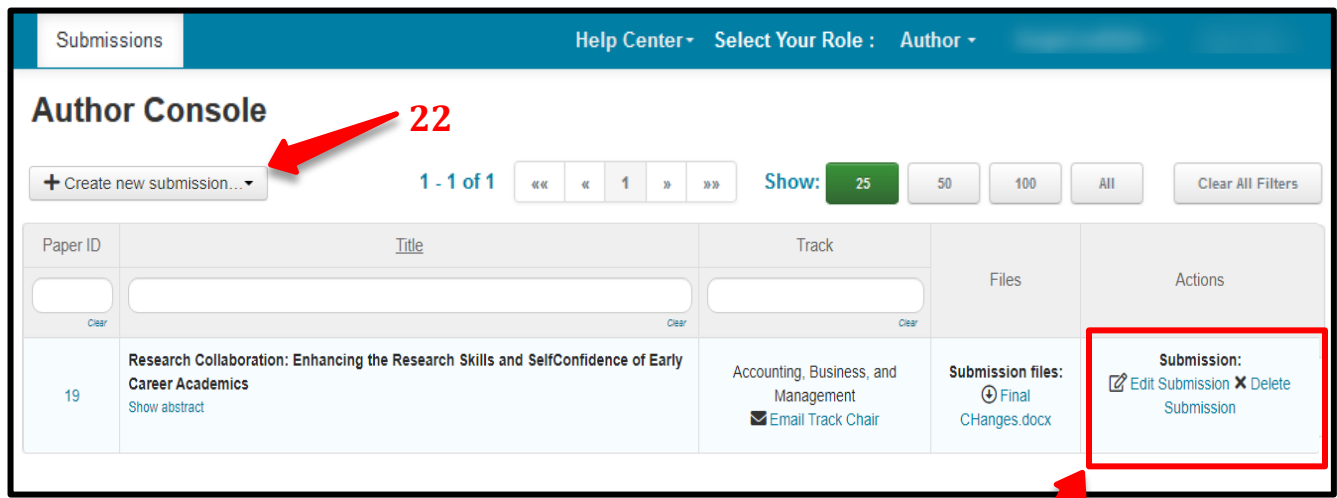 Submissions Help Center Select Your Role : Author
Author Console
22
Create new submission...
1 - 1 of 1 «« « 1 » »» Show: 25 50 100 All Clear All Filters
Paper ID Title Track Files Actions
Clear Clear Clear
19
Research Collaboration: Enhancing the Research Skills and SelfConfidence of Early
Career Academics
Show abstract
Accounting, Business, and
Management
Email Track Chair
Submission files:
Final
CHanges.docx
Submission:
Edit Submission Delete
Submission